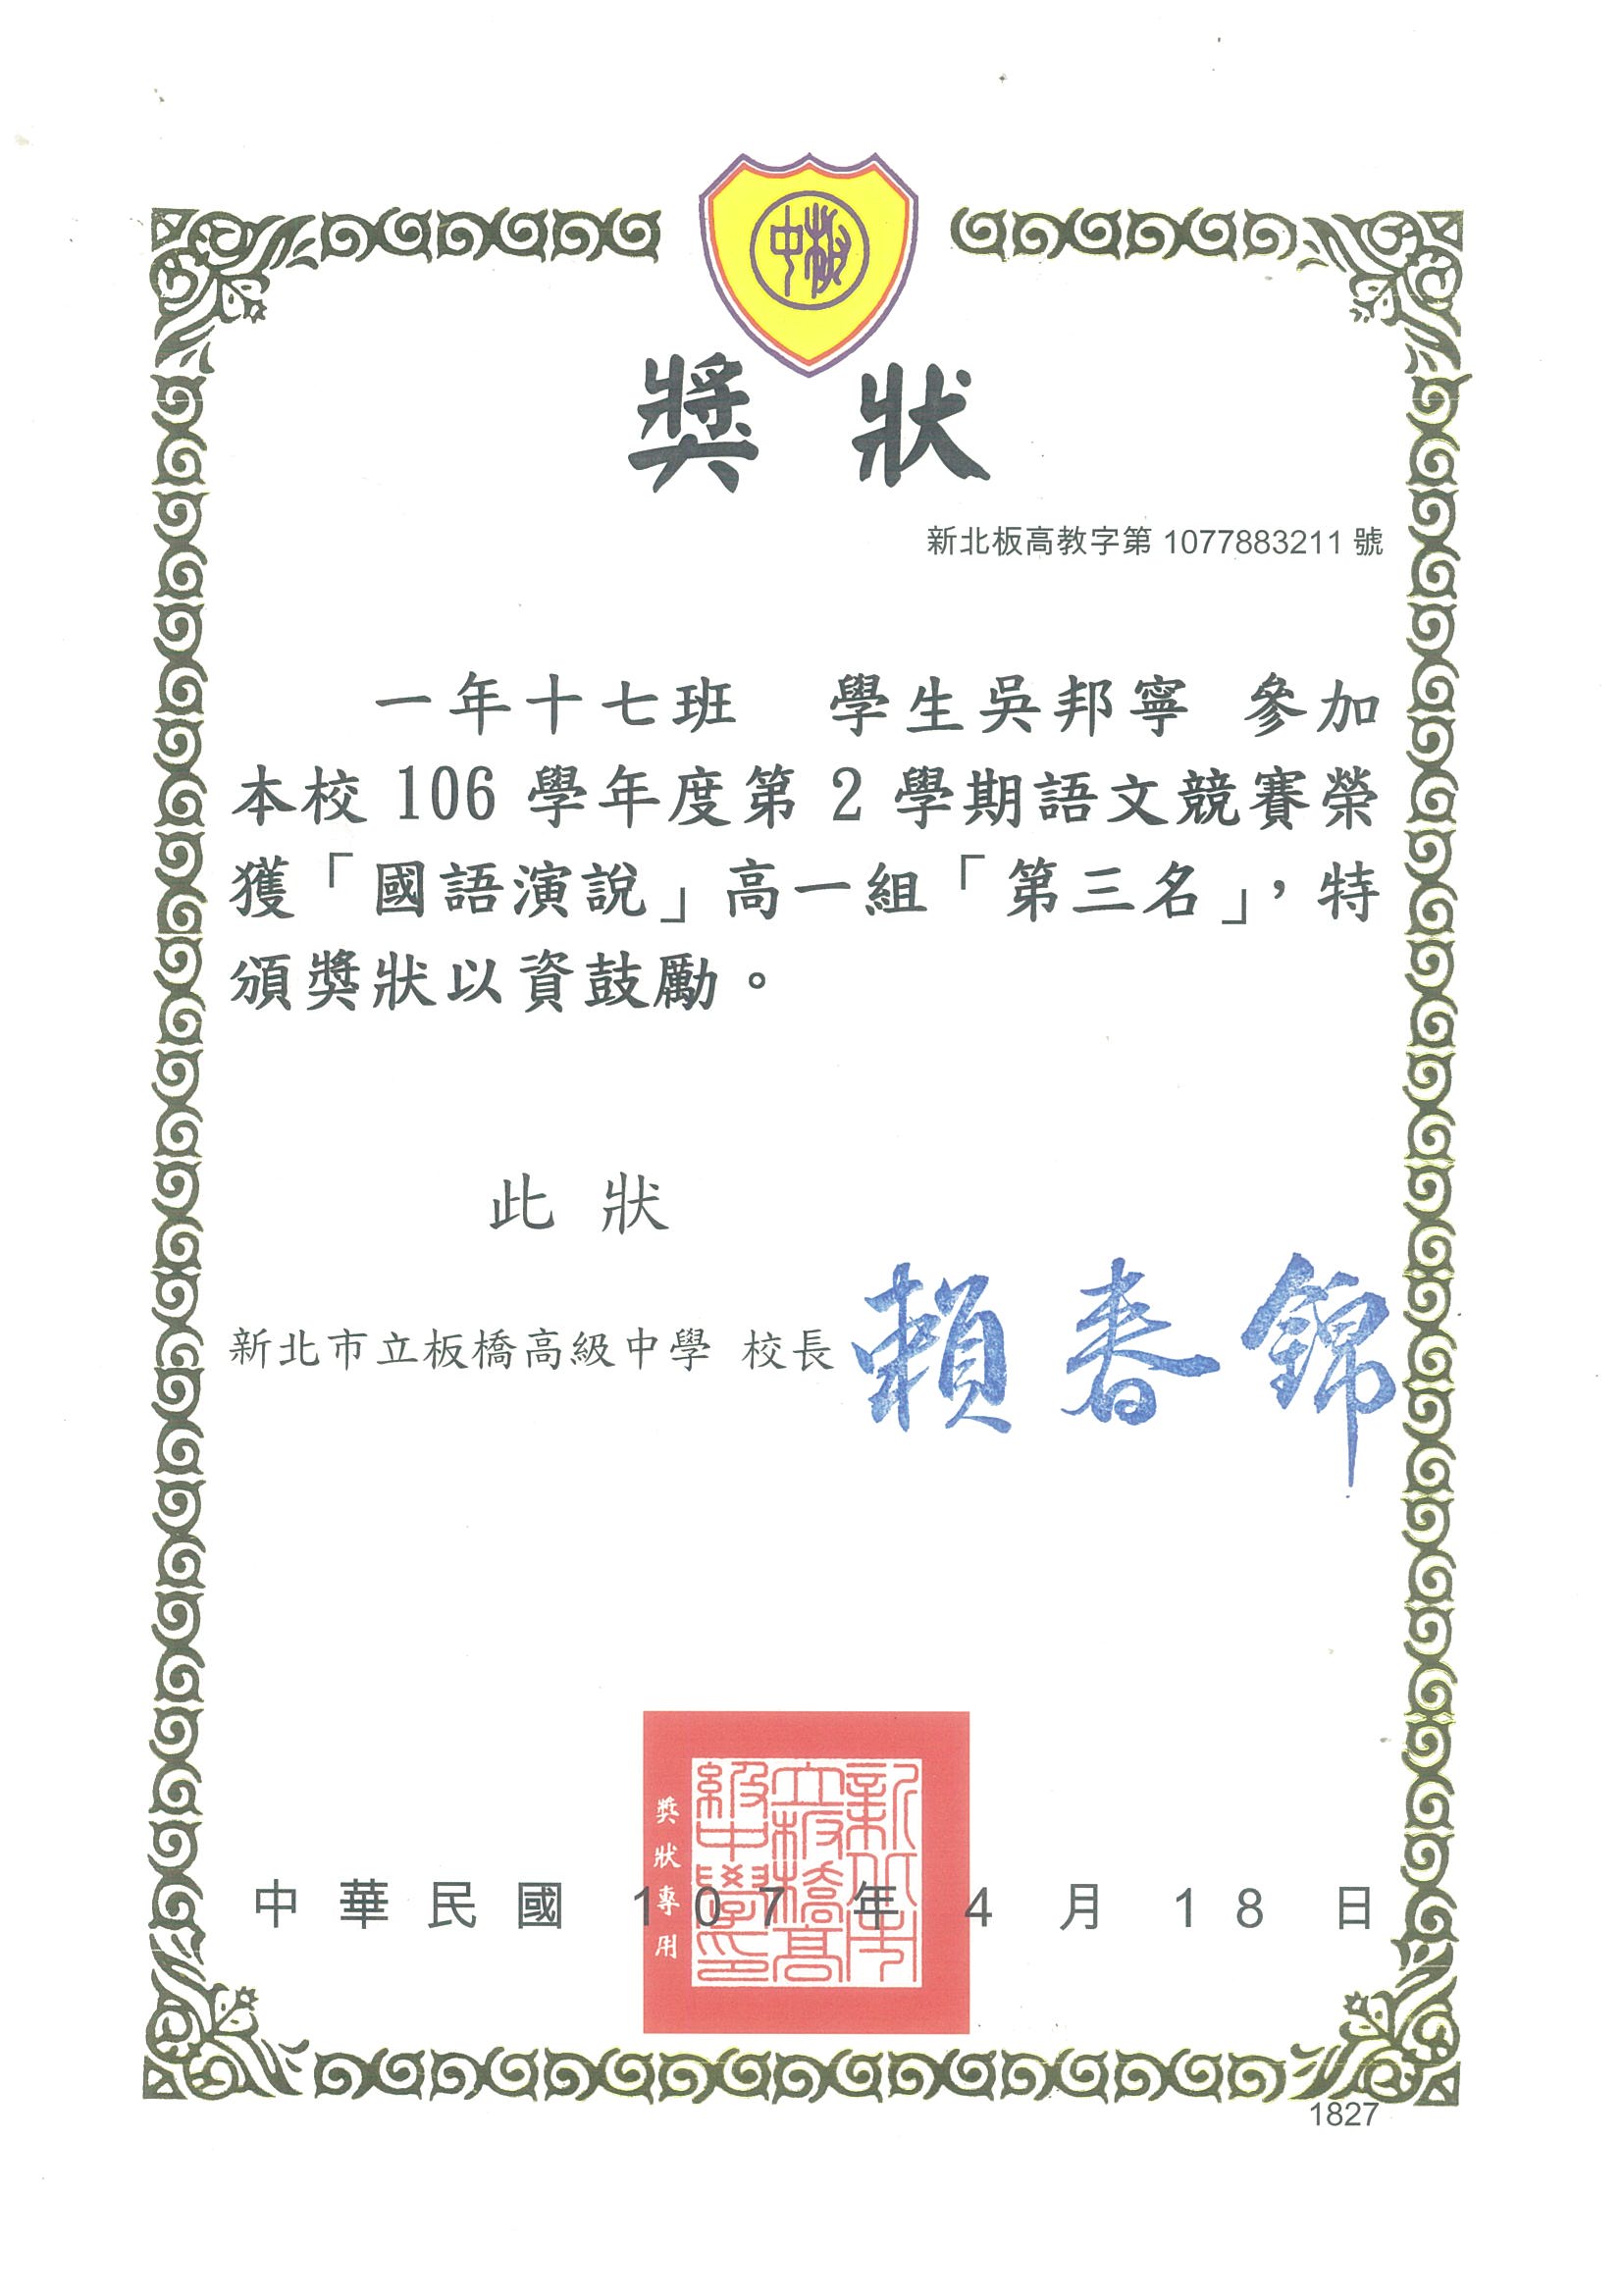 中板
獎狀
新北板高教字第 1077883211 號
一年十七班 學生吳邦寧 參加
本校 106 學年度第 2 學期語文競賽榮
獲「國語演說」高一組「第三名」,特
頒獎狀以資鼓勵。
此狀
新北市立板橋高級中學 校長 賴春錦
新北市立板橋高級中學印
獎狀專用
中華民國 107 年 4 月 18 日
1827